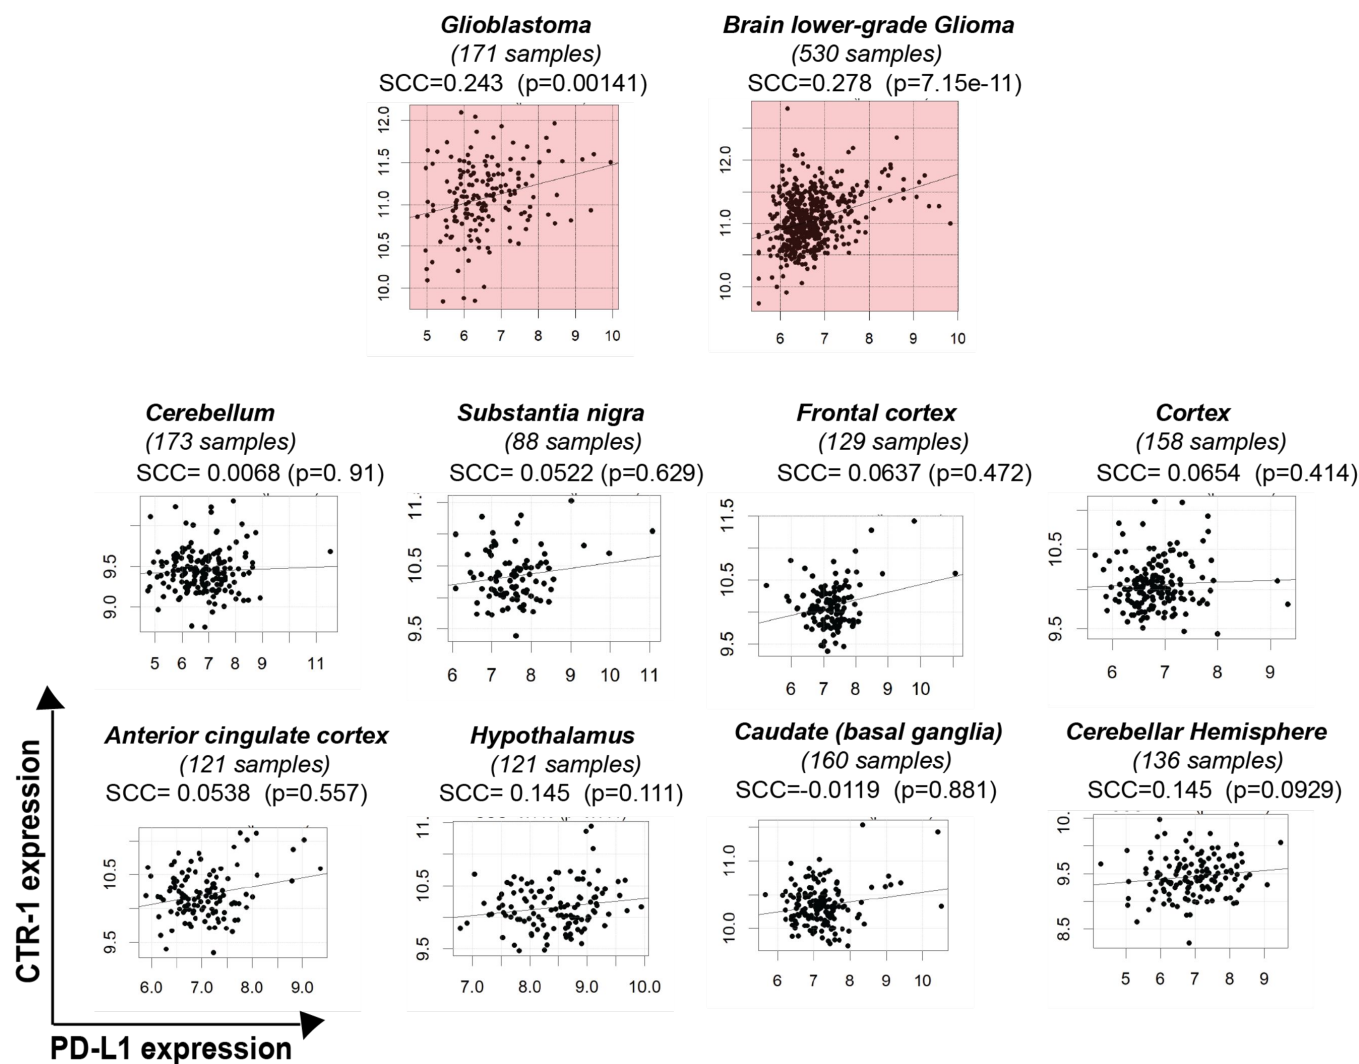 Glioblastoma
(171 samples)
SCC=0.243 (p=0.00141)
Brain lower-grade Glioma
(530 samples)
SCC=0.278 (p=7.15e-11)
12.0
11.5
11.0
10.5
10.0
5 6 7 8 9 10
12.0
11.0
10.0
6 7 8 9 10
Cerebellum
(173 samples)
SCC= 0.0068 (p=0. 91)
Substantia nigra
(88 samples)
SCC= 0.0522 (p=0.629)
Frontal cortex
(129 samples)
SCC= 0.0637 (p=0.472)
Cortex
(158 samples)
SCC= 0.0654 (p=0.414)
9.5
9.0
5 6 7 8 9 11
11.
10.5
9.5
6 7 8 9 10 11
11.5
10.5
9.5
6 7 8 9 10
10.5
9.5
6 7 8 9
Anterior cingulate cortex
(121 samples)
SCC= 0.0538 (p=0.557)
Hypothalamus
(121 samples)
SCC= 0.145 (p=0.111)
Caudate (basal ganglia)
(160 samples)
SCC=-0.0119 (p=0.881)
Cerebellar Hemisphere
(136 samples)
SCC=0.145 (p=0.0929)
10.5
9.5
6.0 7.0 8.0 9.0
11.
10.5
9.5
7.0 8.0 9.0 10.0
11.0
10.0
6 7 8 9 10
10.
9.5
8.5
5 6 7 8 9
CTR-1 expression
PD-L1 expression